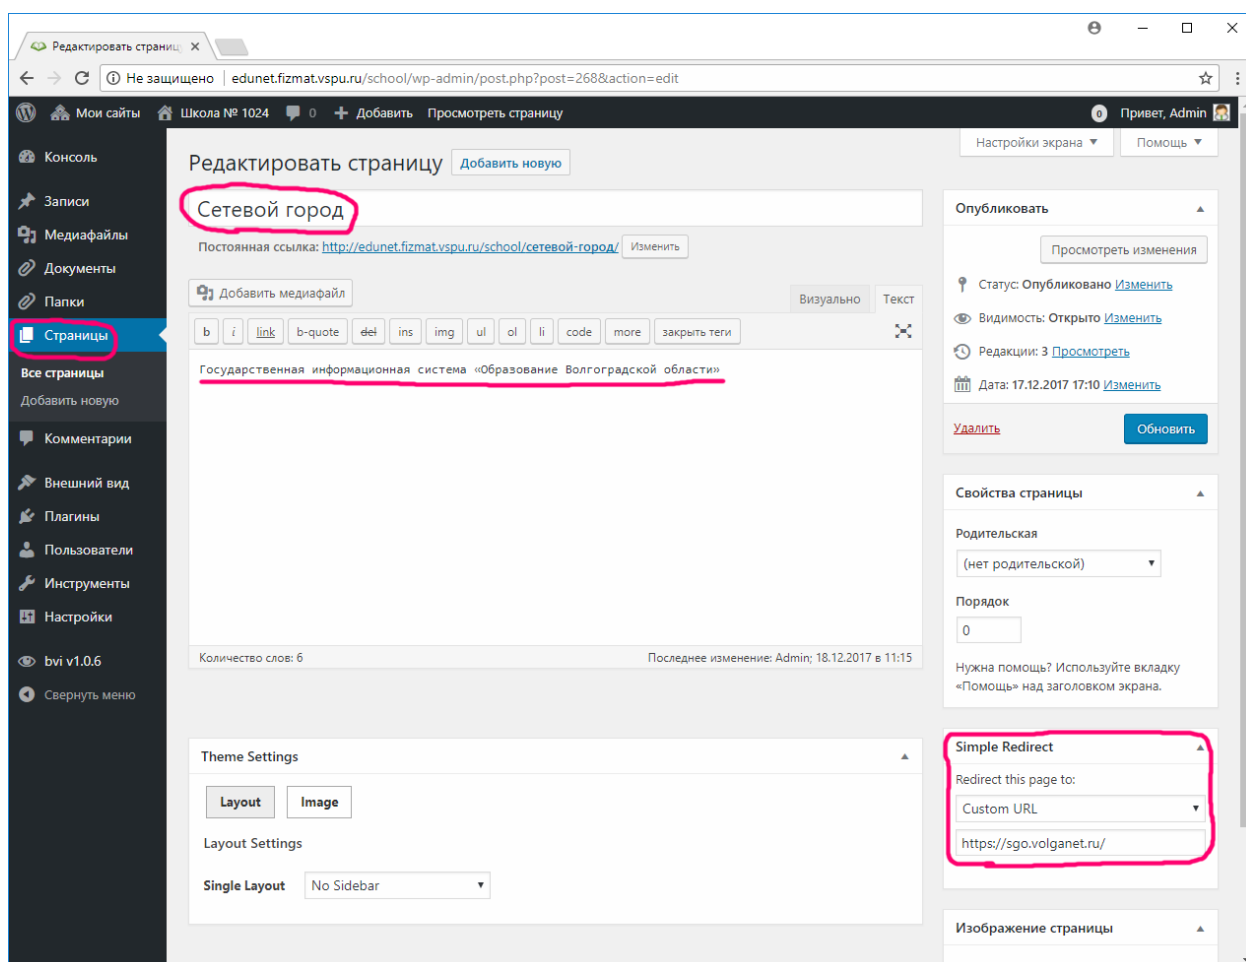 Редактировать страниц
Не защищено | edunet.fizmat.vspu.ru/school/wp-admin/post.php?post=268&action=edit
Мои сайты Школа № 1024 0 Добавить Просмотреть страницу 0 Привет, Admin
Настройки экрана Помощь
Консоль
Записи
Медиафайлы
Документы
Папки
Страницы
Все страницы
Добавить новую
Комментарии
Внешний вид
Плагины
Пользователи
Инструменты
Настройки
bvi v1.0.6
Свернуть меню
Редактировать страницу Добавить новую
Сетевой город
Постоянная ссылка: http://edunet.fizmat.vspu.ru/school/сетевой-город/ Изменить
Добавить медиафайл Визуально Текст
b i link b-quote del ins img ul ol li code more закрыть теги
Государственная информационная система «Образование Волгоградской области»
Количество слов: 6 Последнее изменение: Admin; 18.12.2017 в 11:15
Theme Settings
Layout Image
Layout Settings
Single Layout No Sidebar
Опубликовать
Просмотреть изменения
Статус: Опубликовано Изменить
Видимость: Открыто Изменить
Редакции: 3 Просмотреть
Дата: 17.12.2017 17:10 Изменить
Удалить Обновить
Свойства страницы
Родительская
(нет родительской)
Порядок
0
Нужна помощь? Используйте вкладку
«Помощь» над заголовком экрана.
Simple Redirect
Redirect this page to:
Custom URL
https://sgo.volganet.ru/
Изображение страницы